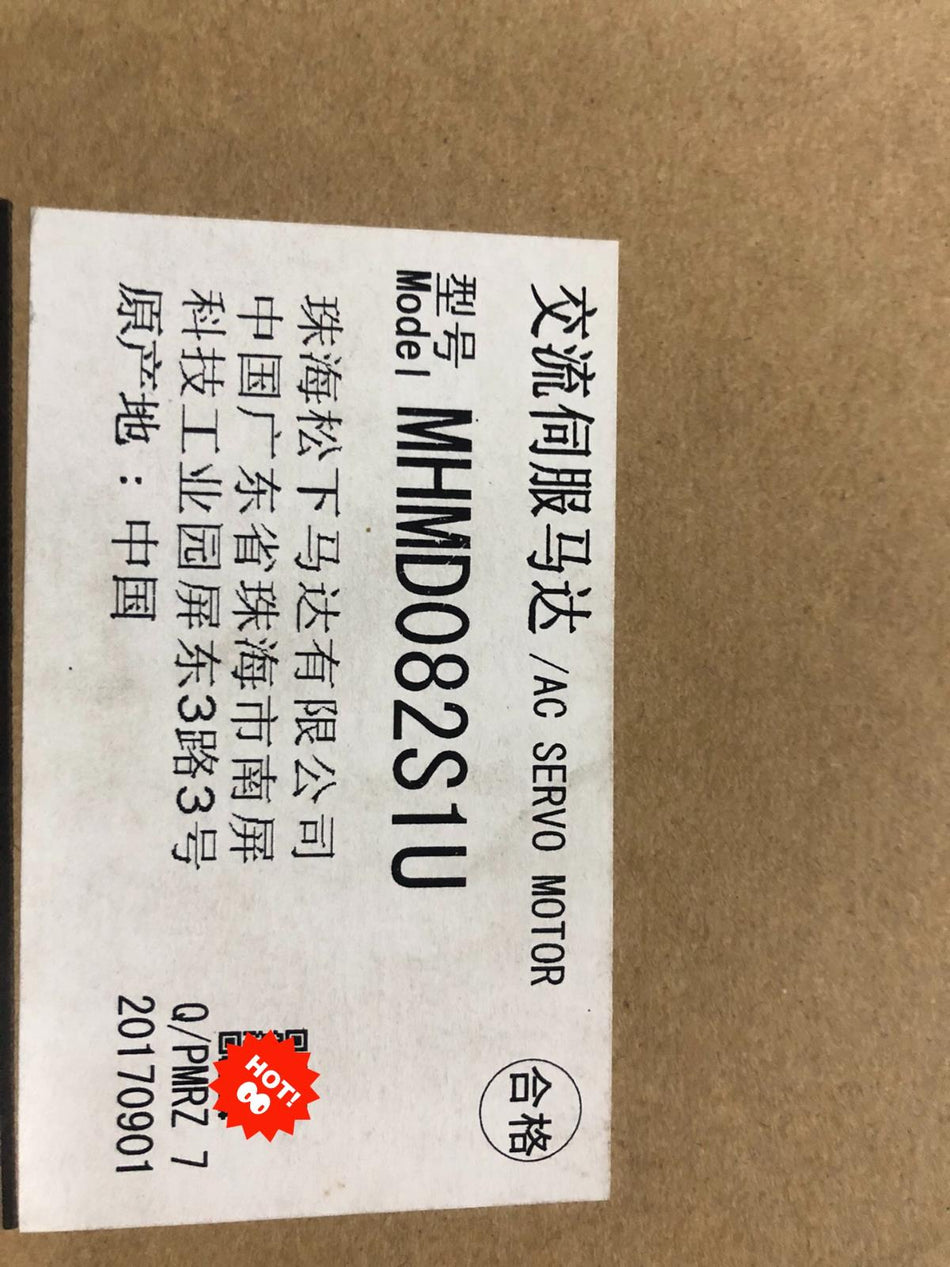 交流伺服马达 /AC SERVO MOTOR
合格
型号
Model MHMD082S1U
珠海松下马达有限公司
中国广东省珠海市南屏
科技工业园屏东3路3号
原产地：中国
Q/PMRZ 7
20170901
HOT!